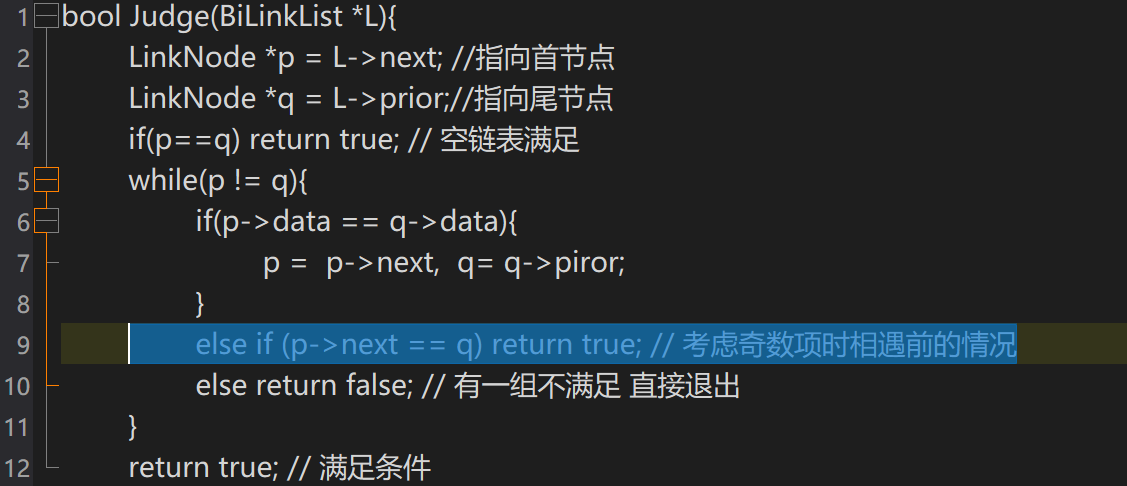 1 bool Judge(BiLinkList *L){
2 LinkNode *p = L->next; //指向首节点
3 LinkNode *q = L->prior;//指向尾节点
4 if(p==q) return true; // 空链表满足
5 while(p != q){
6 if(p->data == q->data){
7 p =  p->next,  q= q->piror;
8 }
9 else if (p->next == q) return true; // 考虑奇数项时相遇前的情况
10 else return false; // 有一组不满足 直接退出
11 }
12 return true; // 满足条件